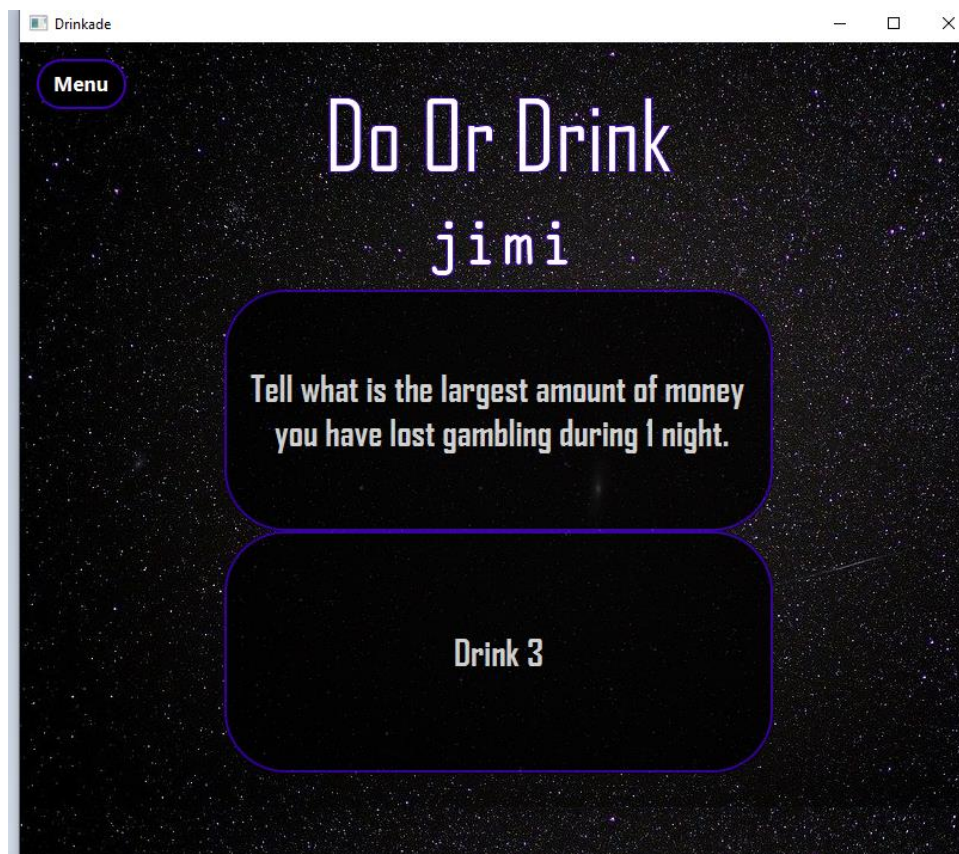 Drinkade
Menu
Do Or Drink
jimi
Tell what is the largest amount of money
you have lost gambling during 1 night.
Drink 3